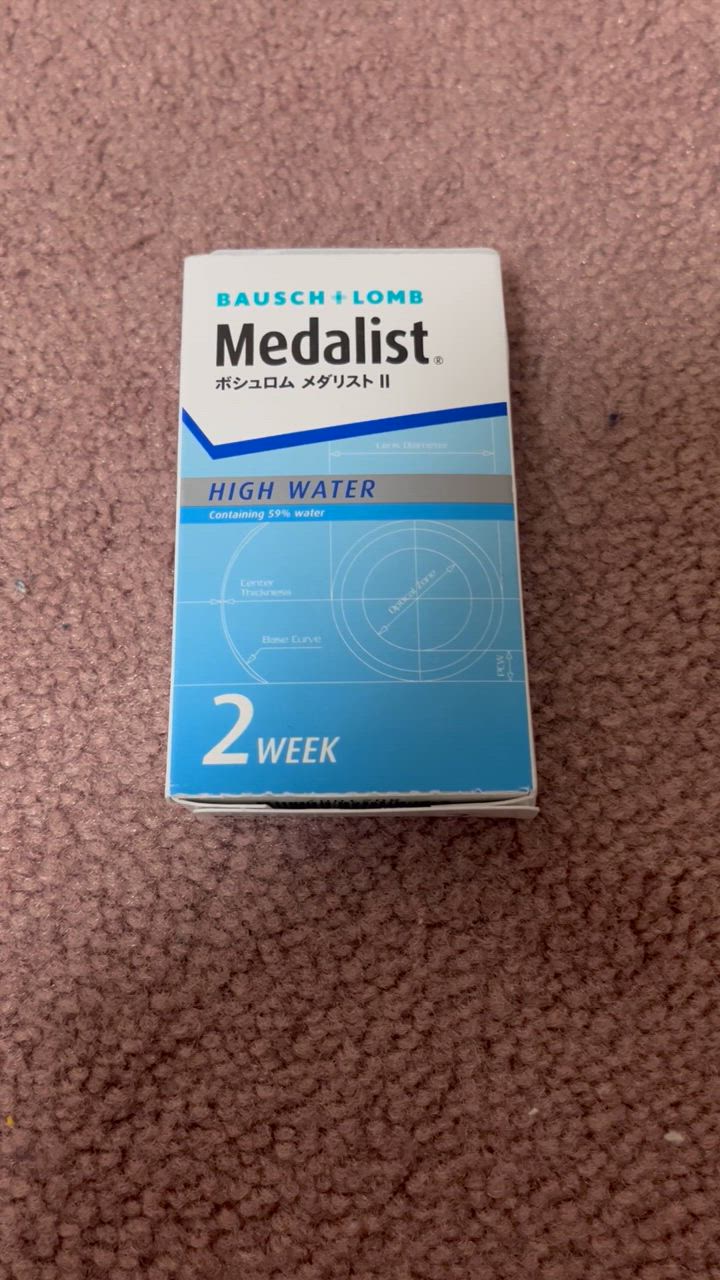 BAUSCH + LOMB
Medalist®
ボシュロム メダリスト II
Lens Diameter
HIGH WATER
Containing 59% water
Center
Thickness
Optical Zone
Base Curve
PCW
2 WEEK